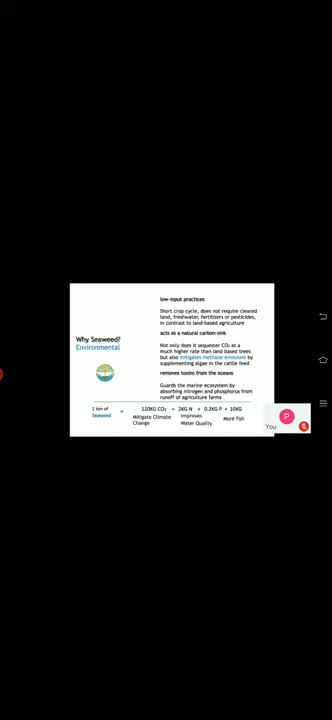 low-input practices
Short crop cycle, does not require cleared
land, freshwater, fertilizers or pesticides,
in contrast to land-based agriculture
acts as a natural carbon-sink
Why Seaweed?
Environmental
Not only does it sequester CO₂ at a
much higher rate than land based trees
but also mitigates methane emissions by
supplementing algae in the cattle feed
removes toxins from the oceans
Guards the marine ecosystem by
absorbing nitrogen and phosphorus from
runoff of agriculture farms
1 ton of
Seaweed
= 120KG CO₂ + 2KG N + 0.2KG P + 10KG
Mitigate Climate
Change
Improves
Water Quality
More fish
P
You